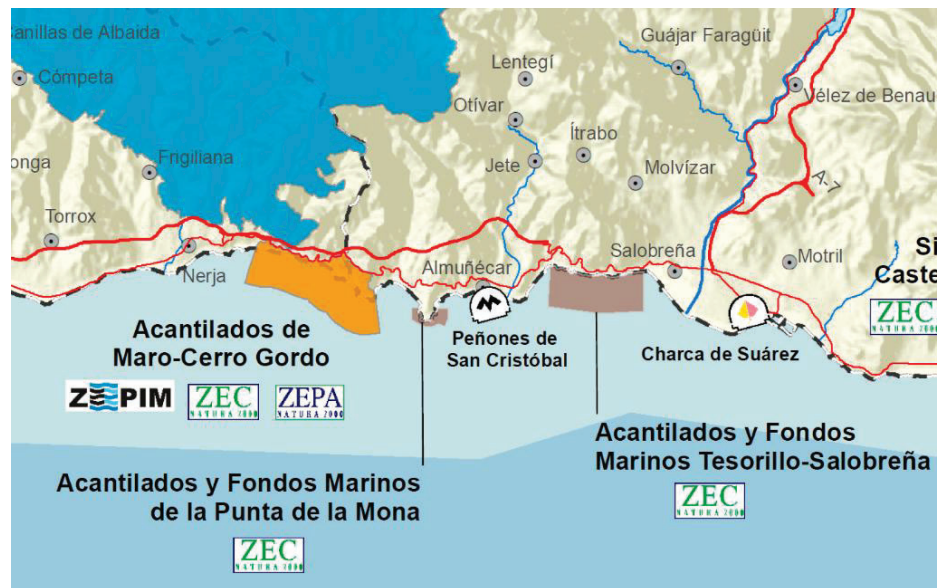 Canillas de Albaida
Cómpeta
Lentegí
Guájar Faragüit
Otívar
Vélez de Benau
Ítrabo
Frigiliana
Jete
Molvízar
onga
A-7
Torrox
Nerja
Almuñécar
Salobreña
Motril
Si
Caste
ZEC
NATURA 2000
Acantilados de
Maro-Cerro Gordo
ZEPIM
ZEC
NATURA 2000
ZEPA
NATURA 2000
Peñones de
San Cristóbal
Charca de Suárez
Acantilados y Fondos
Marinos Tesorillo-Salobreña
ZEC
NATURA 2000
Acantilados y Fondos Marinos
de la Punta de la Mona
ZEC
NATURA 2000